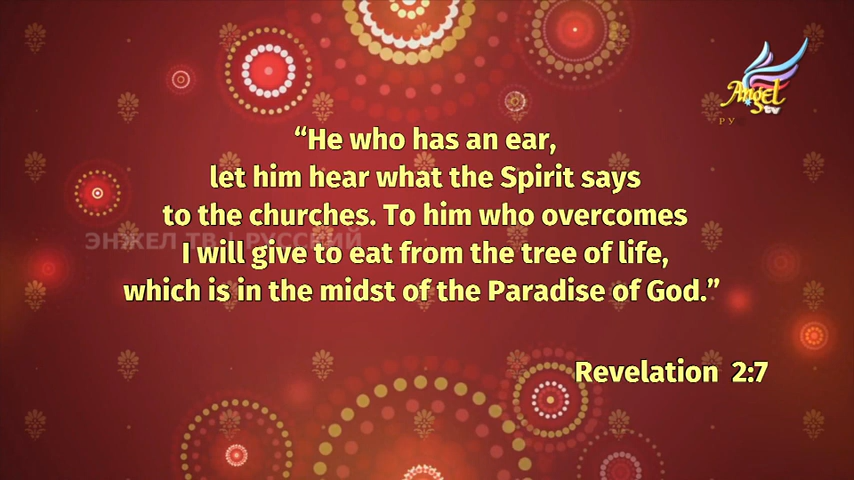 Angel
tv
РУ
“He who has an ear,
let him hear what the Spirit says
to the churches. To him who overcomes
ЭНЖЕЛ ТВ | РУССКИЙ
I will give to eat from the tree of life,
which is in the midst of the Paradise of God.”
Revelation 2:7